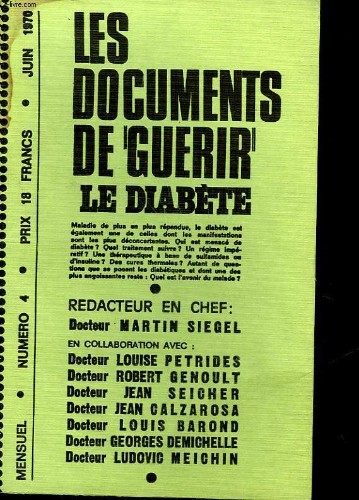 LES
DOCUMENTS
DE 'GUERIR'
LE DIABÈTE
Maladie de plus en plus répandue, le diabète est
également une de celles dont les manifestations
sont les plus déconcertantes. Qui est menacé de
diabète ? Quel traitement suivre ? Un régime impé-
ratif ? Une thérapeutique à base de sulfamides ou
d'insuline ? Des cures thermales ? Autant de ques-
tions que se posent les diabétiques et dont une des
plus angoissantes reste : Quel est l'avenir du malade ?
REDACTEUR EN CHEF :
Docteur MARTIN SIEGEL
EN COLLABORATION AVEC :
Docteur LOUISE PETRIDES
Docteur ROBERT GENOULT
Docteur JEAN SEICHER
Docteur JEAN CALZAROSA
Docteur LOUIS BAROND
Docteur GEORGES DEMICHELLE
Docteur LUDOVIC MEICHIN
MENSUEL • NUMERO 4 • PRIX 18 FRANCS • JUIN 1970